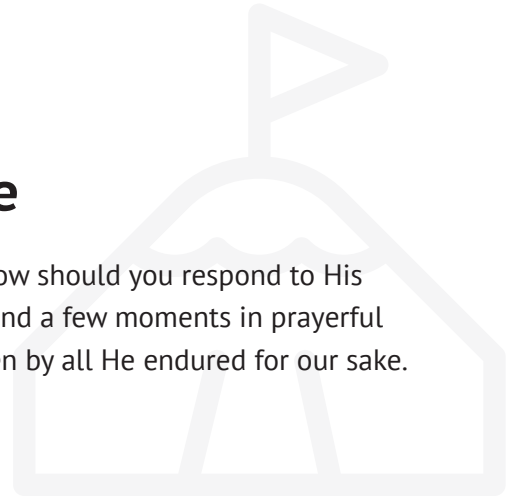 e
ow should you respond to His
nd a few moments in prayerful
n by all He endured for our sake.